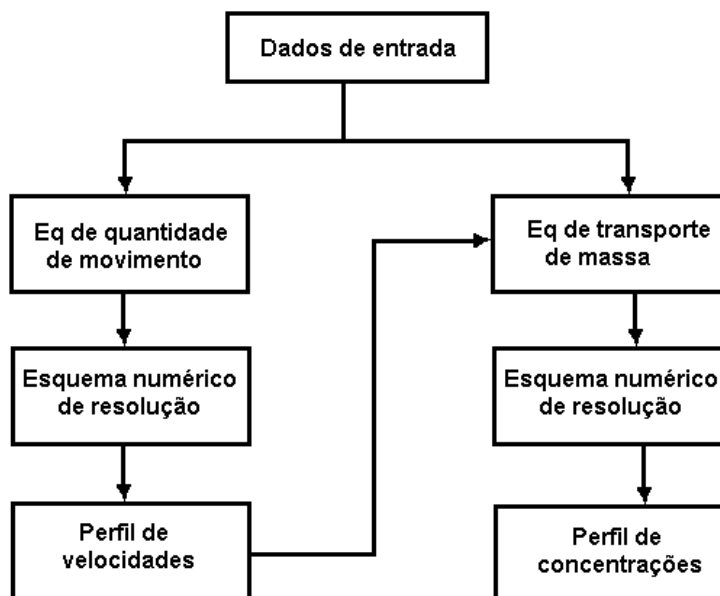 Dados de entrada
Eq de quantidade
de movimento
Eq de transporte
de massa
Esquema numérico
de resolução
Esquema numérico
de resolução
Perfil de
velocidades
Perfil de
concentrações